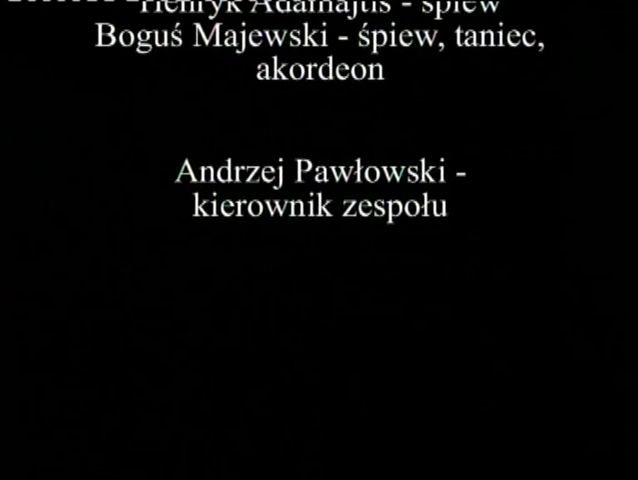 Henryk Adamajtis - śpiew
Boguś Majewski - śpiew, taniec,
akordeon
Andrzej Pawłowski -
kierownik zespołu